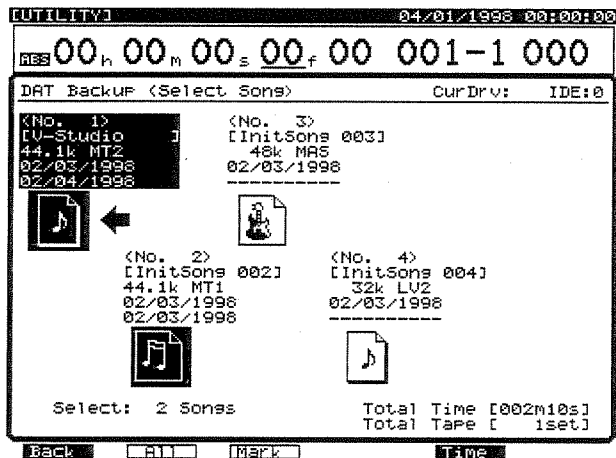 [UTILITY] 04/01/1998 00:00:00
ABS 00h 00m 00s 00f 00 001-1 000
DAT Backup (Select Song) CurDrv: IDE:0
(No. 1)
[V-Studio ]
44.1k MT2
02/03/1998
02/04/1998
(No. 3)
[InitSong 003]
48k MAS
02/03/1998
----------
(No. 2)
[InitSong 002]
44.1k MT1
02/03/1998
02/03/1998
(No. 4)
[InitSong 004]
32k LV2
02/03/1998
----------
Select: 2 Songs
Total Time [002m10s]
Total Tape [ 1set]
Back All Mark Time